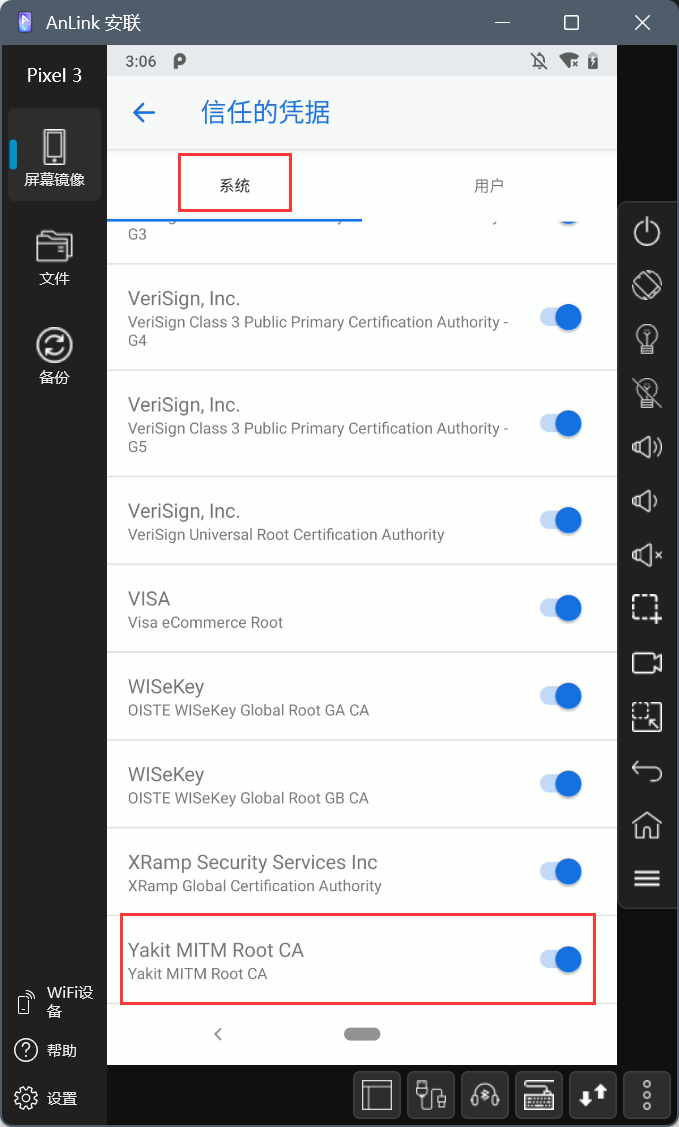 AnLink 安联
Pixel 3
屏幕镜像
文件
备份
WiFi设
备
帮助
设置
3:06
信任的凭据
系统
用户
G3
VeriSign, Inc.
VeriSign Class 3 Public Primary Certification Authority -
G4
VeriSign, Inc.
VeriSign Class 3 Public Primary Certification Authority -
G5
VeriSign, Inc.
VeriSign Universal Root Certification Authority
VISA
Visa eCommerce Root
WISeKey
OISTE WISeKey Global Root GA CA
WISeKey
OISTE WISeKey Global Root GB CA
XRamp Security Services Inc
XRamp Global Certification Authority
Yakit MITM Root CA
Yakit MITM Root CA